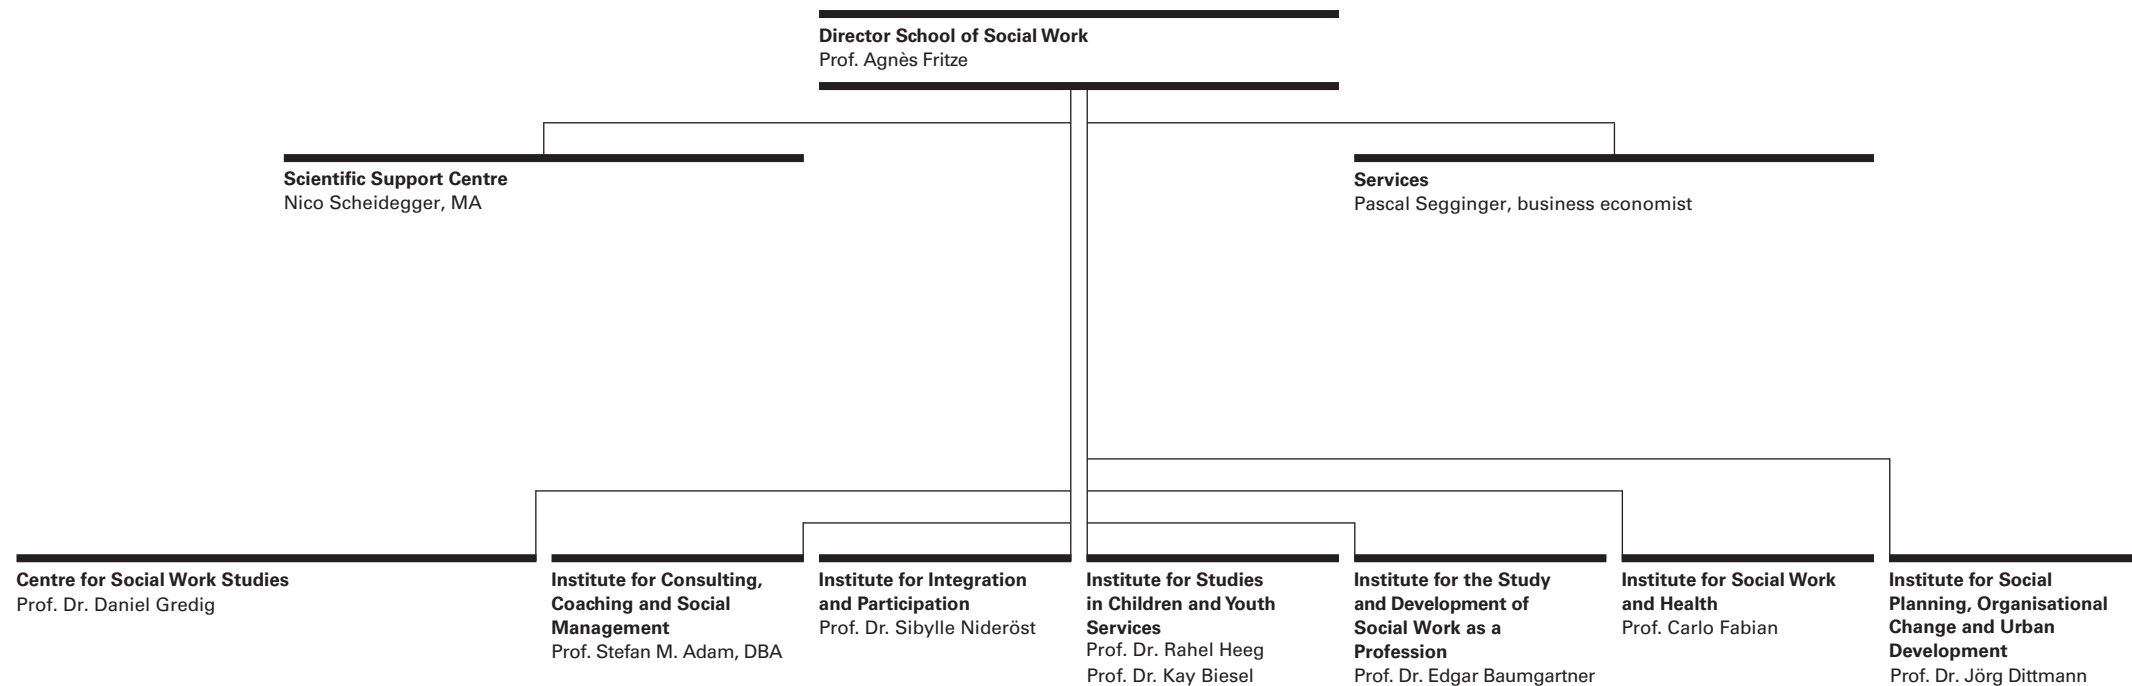 Director School of Social Work
Prof. Agnès Fritze
Scientific Support Centre
Nico Scheidegger, MA
Services
Pascal Segginger, business economist
Centre for Social Work Studies
Prof. Dr. Daniel Gredig
Institute for Consulting,
Coaching and Social
Management
Prof. Stefan M. Adam, DBA
Institute for Integration
and Participation
Prof. Dr. Sibylle Nideröst
Institute for Studies
in Children and Youth
Services
Prof. Dr. Rahel Heeg
Prof. Dr. Kay Biesel
Institute for the Study
and Development of
Social Work as a
Profession
Prof. Dr. Edgar Baumgartner
Institute for Social Work
and Health
Prof. Carlo Fabian
Institute for Social
Planning, Organisational
Change and Urban
Development
Prof. Dr. Jörg Dittmann